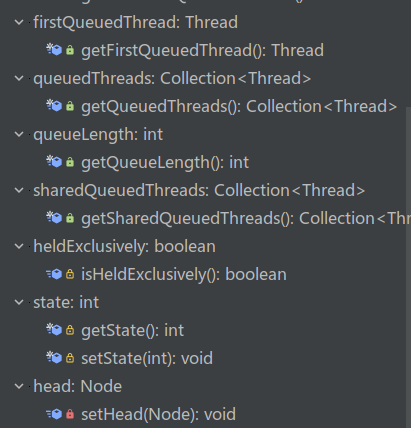 firstQueuedThread: Thread
getFirstQueuedThread(): Thread
queuedThreads: Collection<Thread>
getQueuedThreads(): Collection<Thread>
queueLength: int
getQueueLength(): int
sharedQueuedThreads: Collection<Thread>
getSharedQueuedThreads(): Collection<Thr
heldExclusively: boolean
isHeldExclusively(): boolean
state: int
getState(): int
setState(int): void
head: Node
setHead(Node): void